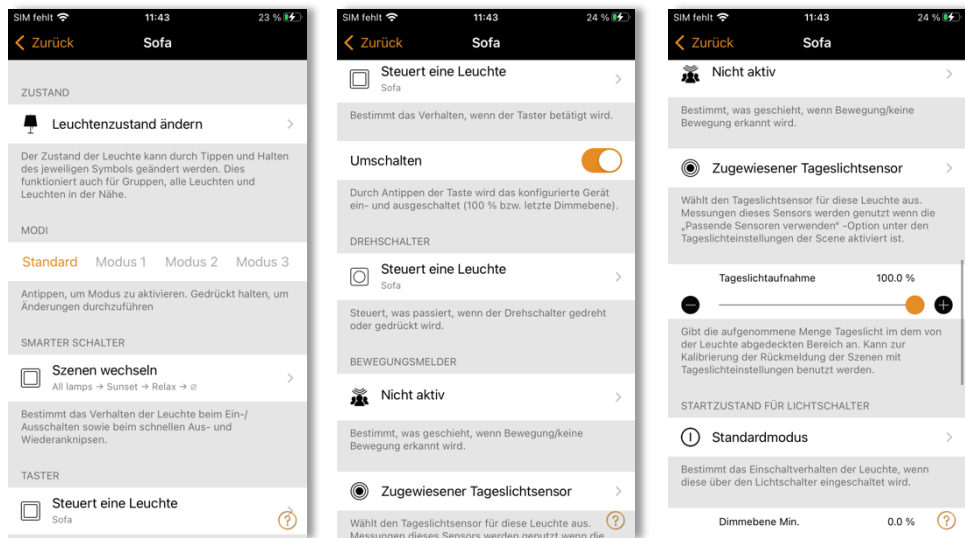 SIM fehlt 11:43 23 %
Zurück Sofa
ZUSTAND
Leuchtenzustand ändern
Der Zustand der Leuchte kann durch Tippen und Halten
des jeweiligen Symbols geändert werden. Dies
funktioniert auch für Gruppen, alle Leuchten und
Leuchten in der Nähe.
MODI
Standard Modus 1 Modus 2 Modus 3
Antippen, um Modus zu aktivieren. Gedrückt halten, um
Änderungen durchzuführen
SMARTER SCHALTER
Szenen wechseln
All lamps → Sunset → Relax → ∅
Bestimmt das Verhalten der Leuchte beim Ein-/
Ausschalten sowie beim schnellen Aus- und
Wiederanknipsen.
TASTER
Steuert eine Leuchte
Sofa
?
SIM fehlt 11:43 24 %
Zurück Sofa
Steuert eine Leuchte
Sofa
Bestimmt das Verhalten, wenn der Taster betätigt wird.
Umschalten
Durch Antippen der Taste wird das konfigurierte Gerät
ein- und ausgeschaltet (100 % bzw. letzte Dimmebene).
DREHSCHALTER
Steuert eine Leuchte
Sofa
Steuert, was passiert, wenn der Drehschalter gedreht
oder gedrückt wird.
BEWEGUNGSMELDER
Nicht aktiv
Bestimmt, was geschieht, wenn Bewegung/keine
Bewegung erkannt wird.
Zugewiesener Tageslichtsensor
Wählt den Tageslichtsensor für diese Leuchte aus.
Messungen dieses Sensors werden genutzt wenn die
?
SIM fehlt 11:43 24 %
Zurück Sofa
Nicht aktiv
Bestimmt, was geschieht, wenn Bewegung/keine
Bewegung erkannt wird.
Zugewiesener Tageslichtsensor
Wählt den Tageslichtsensor für diese Leuchte aus.
Messungen dieses Sensors werden genutzt wenn die
„Passende Sensoren verwenden“ -Option unter den
Tageslichteinstellungen der Scene aktiviert ist.
Tageslichtaufnahme 100.0 %
Gibt die aufgenommene Menge Tageslicht im dem von
der Leuchte abgedeckten Bereich an. Kann zur
Kalibrierung der Rückmeldung der Szenen mit
Tageslichteinstellungen benutzt werden.
STARTZUSTAND FÜR LICHTSCHALTER
Standardmodus
Bestimmt das Einschaltverhalten der Leuchte, wenn
diese über den Lichtschalter eingeschaltet wird.
Dimmebene Min. 0.0 %
?